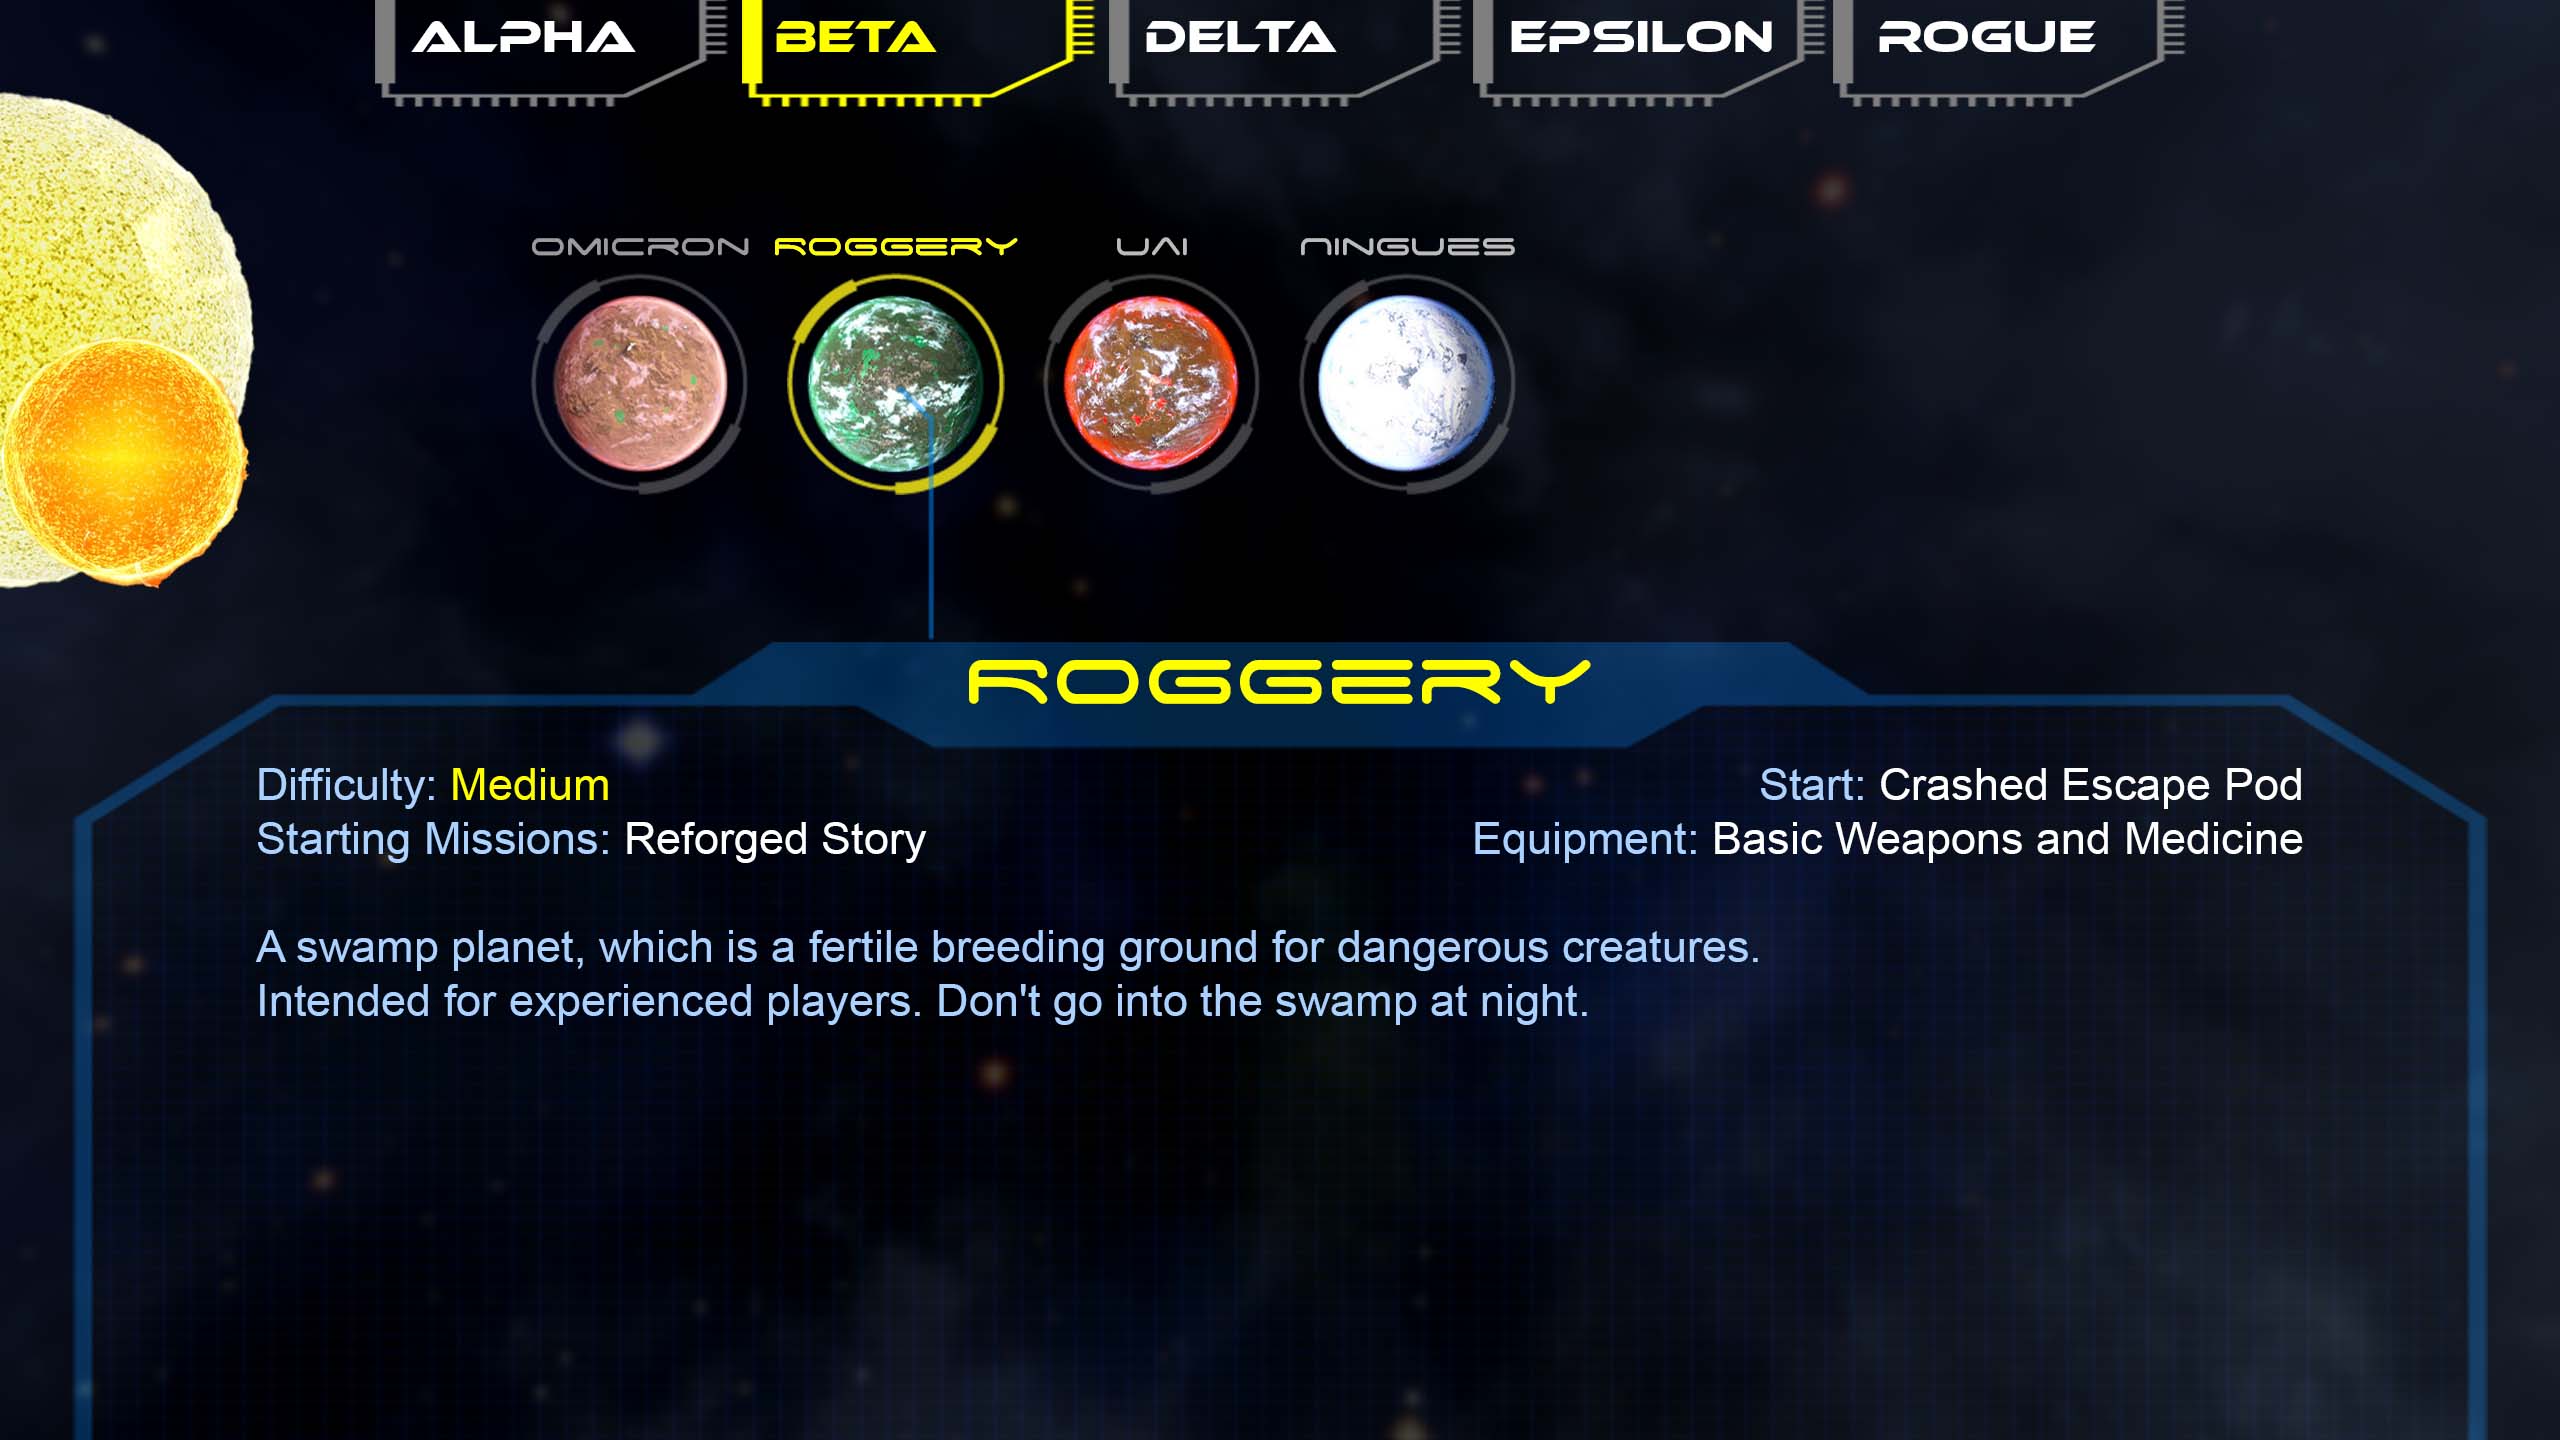 ALPHA
BETA
DELTA
EPSILON
ROGUE
OMICRON
ROGGERY
UAI
NINGUES
ROGGERY
Difficulty: Medium
Starting Missions: Reforged Story
Start: Crashed Escape Pod
Equipment: Basic Weapons and Medicine
A swamp planet, which is a fertile breeding ground for dangerous creatures.
Intended for experienced players. Don't go into the swamp at night.